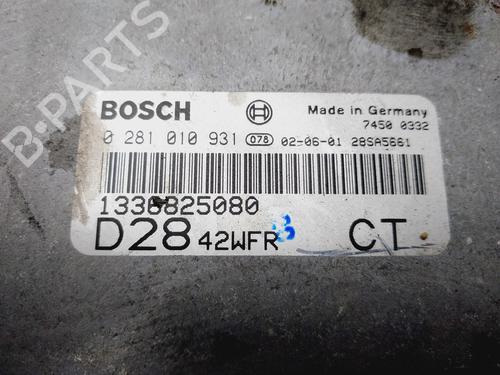 B-PARTS
BOSCH
Made in Germany
7450 0332
0 281 010 931 078 02-06-01 28SA5661
1336825080
D28 42WFR CT